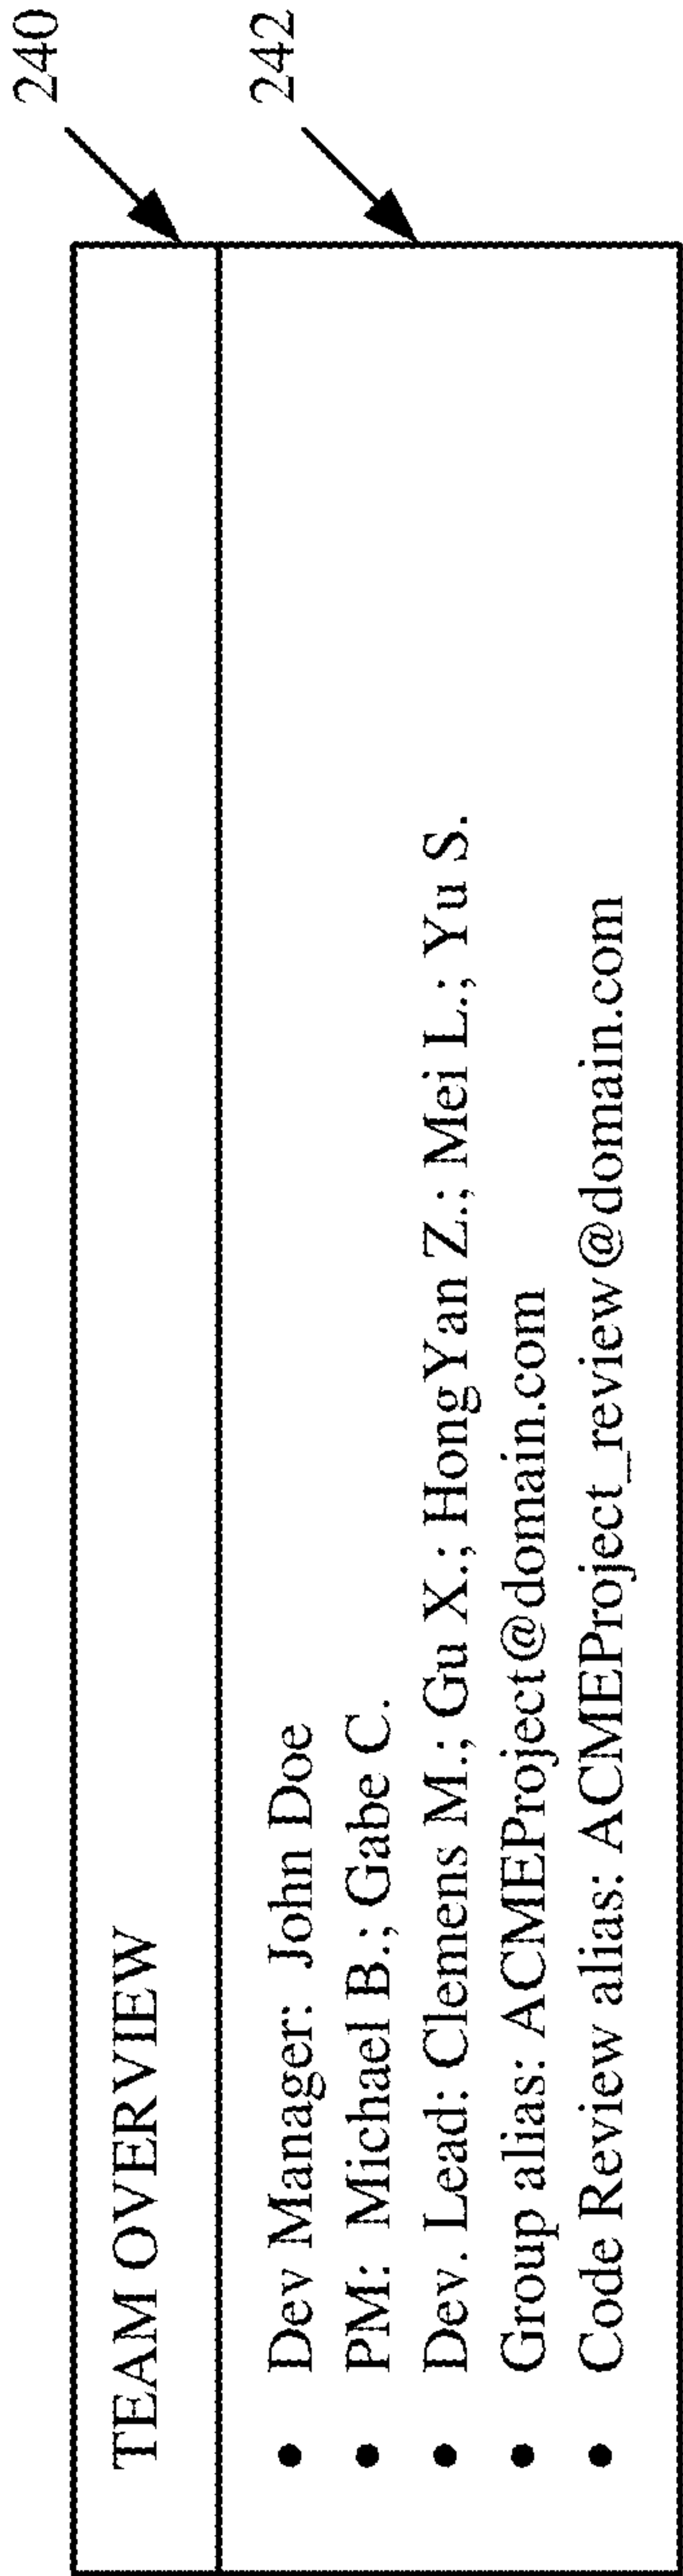 TEAM OVERVIEW
240
• Dev Manager:  John Doe
• PM:  Michael B.; Gabe C.
• Dev. Lead: Clemens M.; Gu X.; HongYan Z.; Mei L.; Yu S.
• Group alias: ACMEProject@domain.com
• Code Review alias: ACMEProject_review@domain.com
242